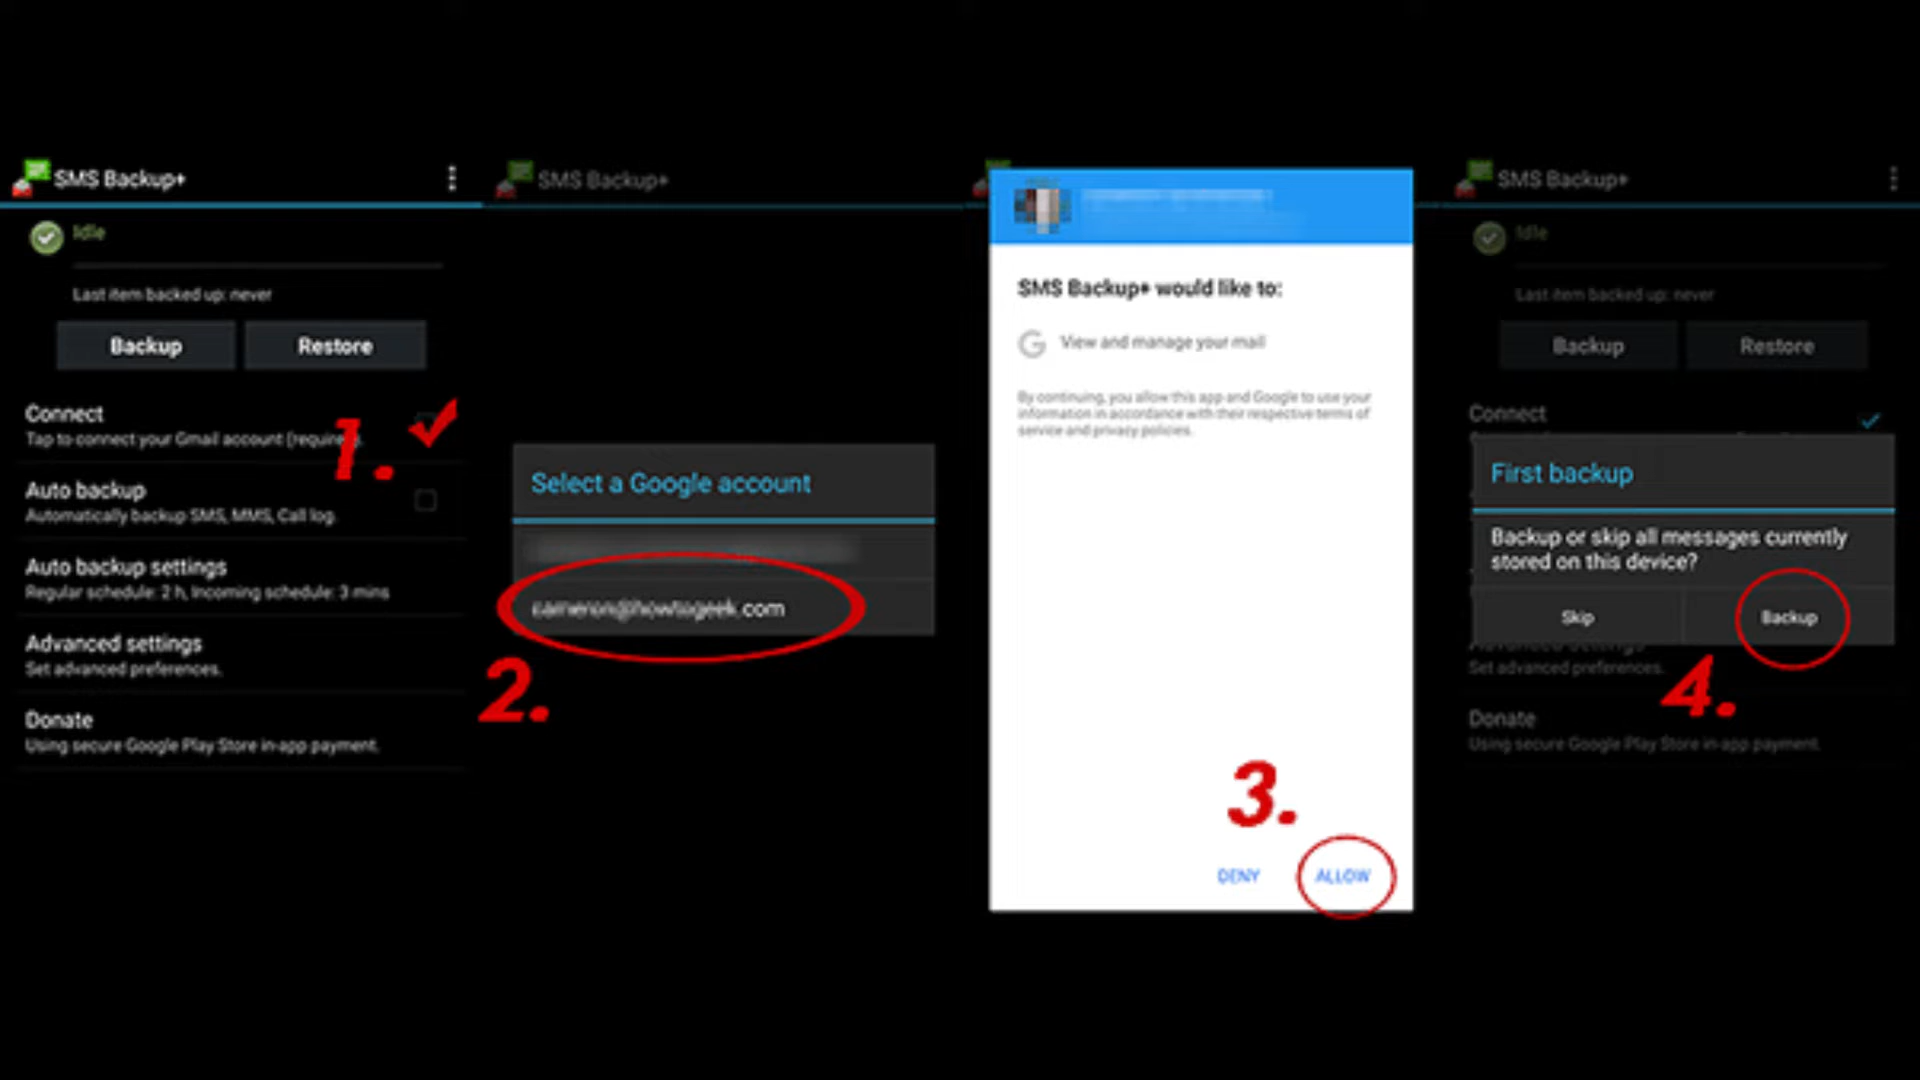 SMS Backup+
Idle
Last item backed up: never
Backup
Restore
Connect
Tap to connect your Gmail account (require
1.
Auto backup
Automatically backup SMS, MMS, Call log.
Auto backup settings
Regular schedule: 2 h, Incoming schedule: 3 mins
Advanced settings
Set advanced preferences.
Donate
Using secure Google Play Store in-app payment.
SMS Backup+
Select a Google account
cameron@howtogeek.com
2.
SMS Backup+ would like to:
G View and manage your mail
By continuing, you allow this app and Google to use your
information in accordance with their respective terms of
service and privacy policies.
3.
DENY
ALLOW
SMS Backup+
Idle
Last item backed up: never
Backup
Restore
Connect
First backup
Backup or skip all messages currently
stored on this device?
Skip
Backup
Advanced settings
Set advanced preferences.
4.
Donate
Using secure Google Play Store in-app payment.